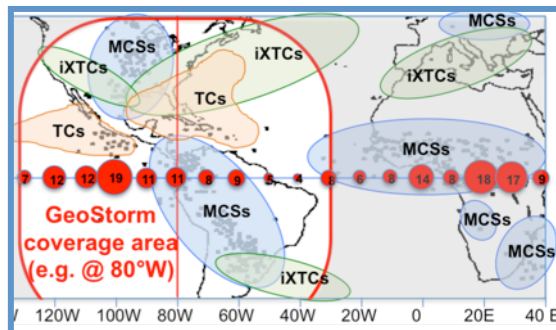 MCSs
MCSs
iXTCs
iXTCs
iXTCs
TCs
TCs
MCSs
7 12 12 19 11 11 8 9 5 4 8 6 8 14 8 18 17 9
GeoStorm
coverage area
(e.g. @ 80°W)
MCSs
MCSs
MCSs
iXTCs
120W 100W 80W 60W 40W 20W 0 20E 40 E